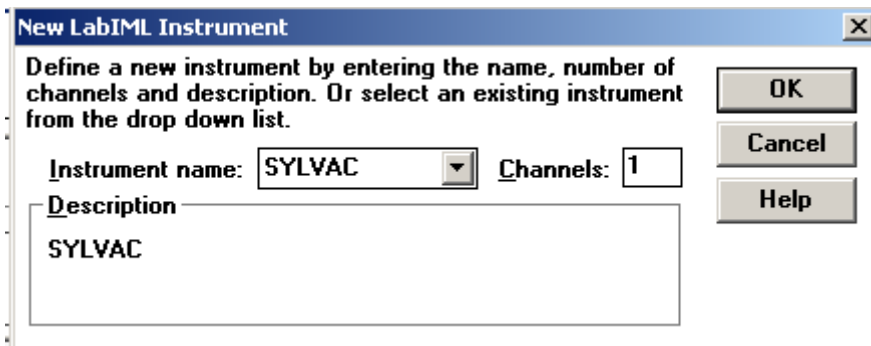 New LabIML Instrument
Define a new instrument by entering the name, number of
channels and description. Or select an existing instrument
from the drop down list.
OK
Cancel
Help
Instrument name: SYLVAC Channels: 1
Description
SYLVAC